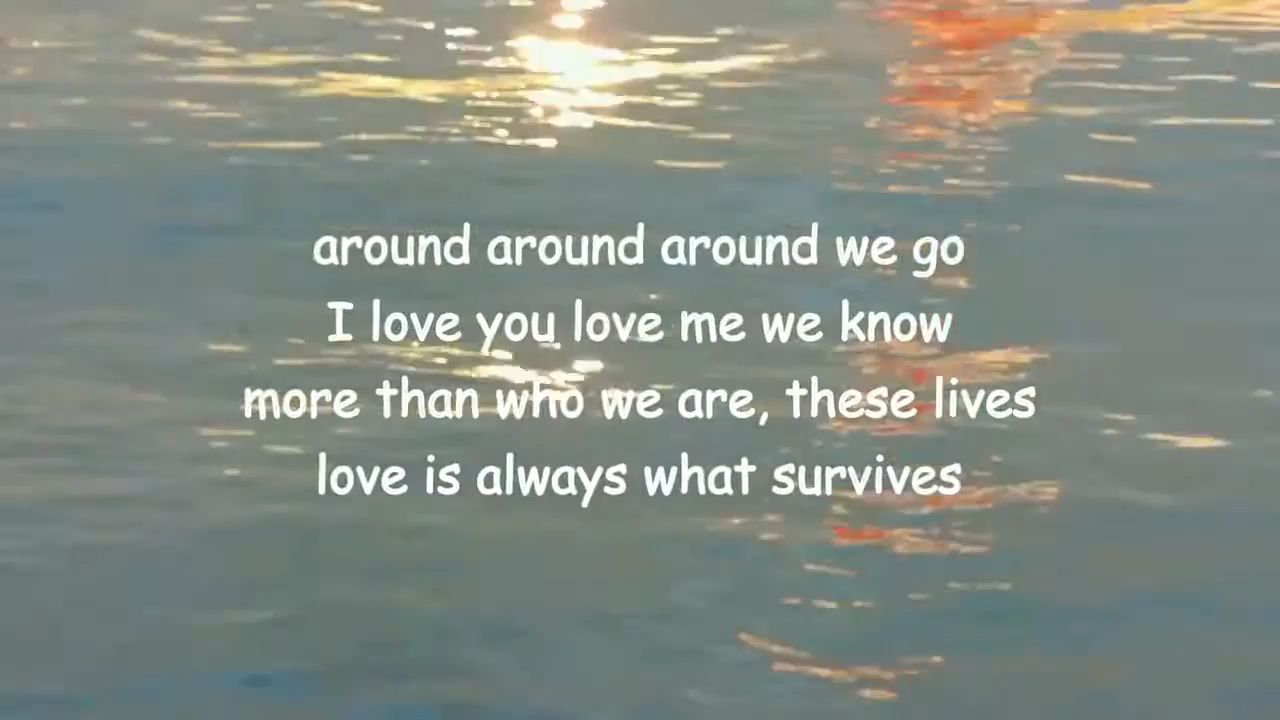 around around around we go
I love you love me we know
more than who we are, these lives
love is always what survives